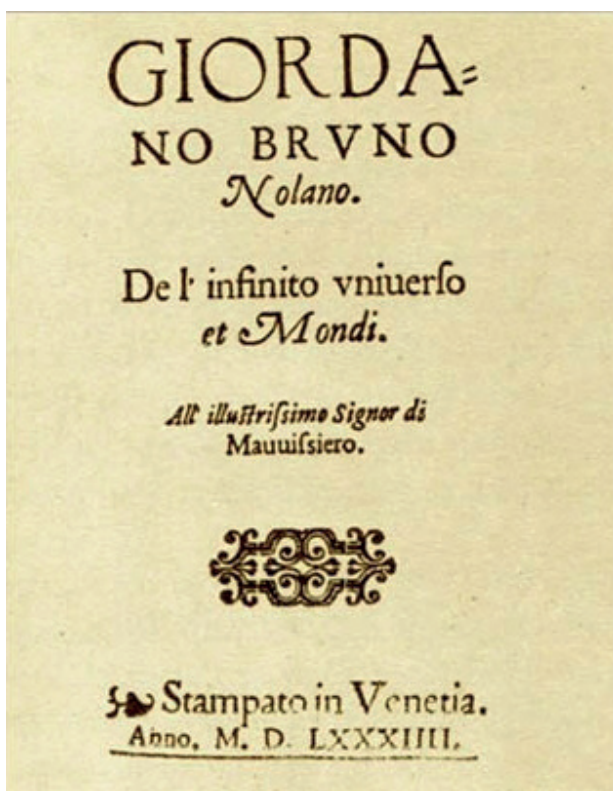 GIORDA=
NO BRVNO
Nolano.
De l' infinito vniuerſo
et Mondi.
All' illuſtriſsimo Signor di
Mauuiſsiero.
Stampato in Venetia.
Anno. M. D. LXXXIIII.